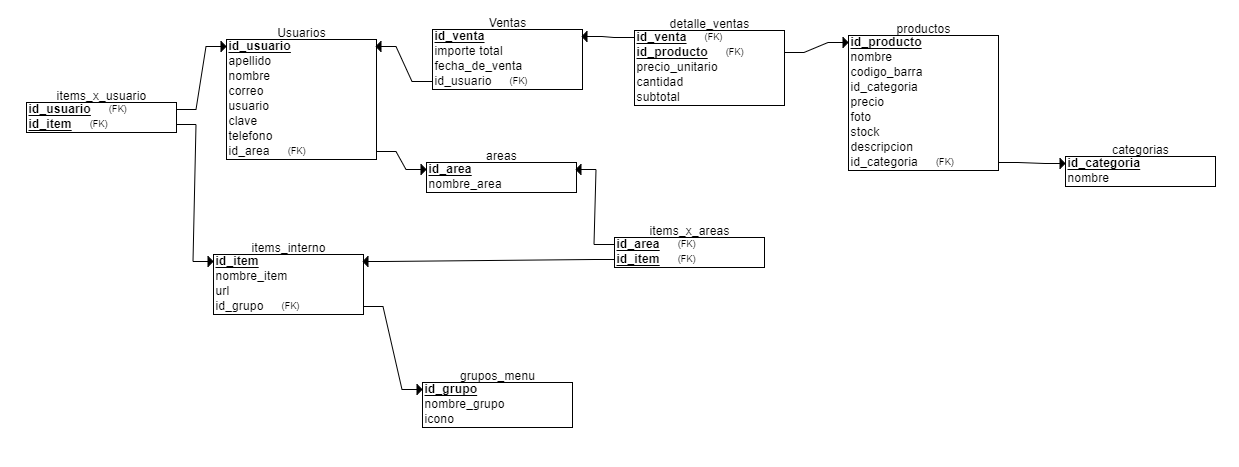 items_x_usuario
id_usuario (FK)
id_item (FK)
Usuarios
id_usuario
apellido
nombre
correo
usuario
clave
telefono
id_area (FK)
Ventas
id_venta
importe total
fecha_de_venta
id_usuario (FK)
detalle_ventas
id_venta (FK)
id_producto (FK)
precio_unitario
cantidad
subtotal
productos
id_producto
nombre
codigo_barra
id_categoria
precio
foto
stock
descripcion
id_categoria (FK)
categorias
id_categoria
nombre
areas
id_area
nombre_area
items_x_areas
id_area (FK)
id_item (FK)
items_interno
id_item
nombre_item
url
id_grupo (FK)
grupos_menu
id_grupo
nombre_grupo
icono